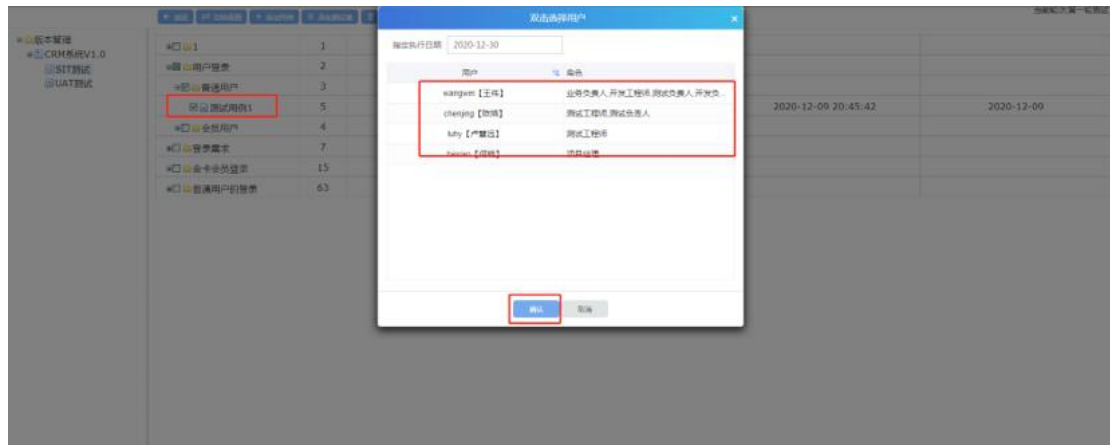 双击选择用户
×
版本管理
CRM系统V1.0
SIT测试
UAT测试
1 1
用户登录 2
普通用户 3
测试用例1 5 2020-12-09 20:45:42 2020-12-09
会员用户 4
登录需求 7
会卡会员登录 15
普通用户的登录 63
指定执行日期 2020-12-30
用户 角色
wangwei【王伟】 业务负责人,开发工程师,测试负责人,开发负...
chenjing【陈婧】 测试工程师,测试负责人
luhy【卢慧远】 测试工程师
项目经理
确认 取消